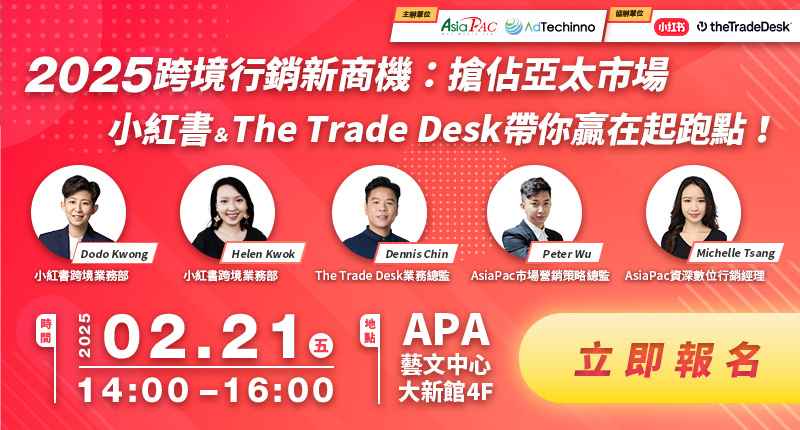 主辦單位
AsiaPAC
AdTechinno
協辦單位
小红书
theTradeDesk
2025跨境行銷新商機：搶佔亞太市場
小紅書&The Trade Desk帶你贏在起跑點！
Dodo Kwong
小紅書跨境業務部
Helen Kwok
小紅書跨境業務部
Dennis Chin
The Trade Desk業務總監
Peter Wu
AsiaPac市場營銷策略總監
Michelle Tsang
AsiaPac資深數位行銷經理
時間
2025
02.21 五
14:00–16:00
地點
APA
藝文中心
大新館4F
立即報名